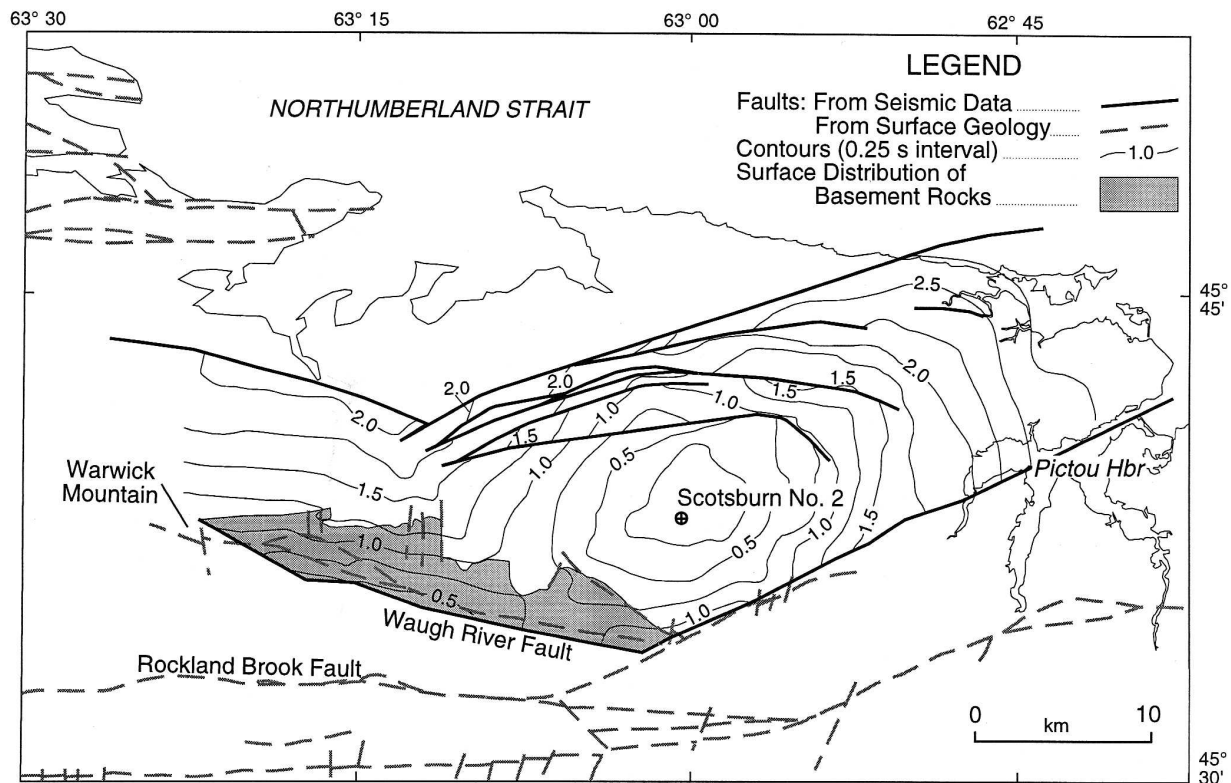 63° 30
63° 15
63° 00
62° 45
LEGEND
Faults: From Seismic Data
From Surface Geology
Contours (0.25 s interval)
1.0
Surface Distribution of
Basement Rocks
NORTHUMBERLAND STRAIT
45°
45'
2.5
2.0
2.0
2.0
2.0
1.5
1.5
1.0
1.0
1.5
1.0
0.5
1.5
Warwick
Mountain
Pictou Hbr
Scotsburn No. 2
1.0
0.5
1.0
1.5
0.5
1.0
Waugh River Fault
Rockland Brook Fault
0
km
10
45°
30'